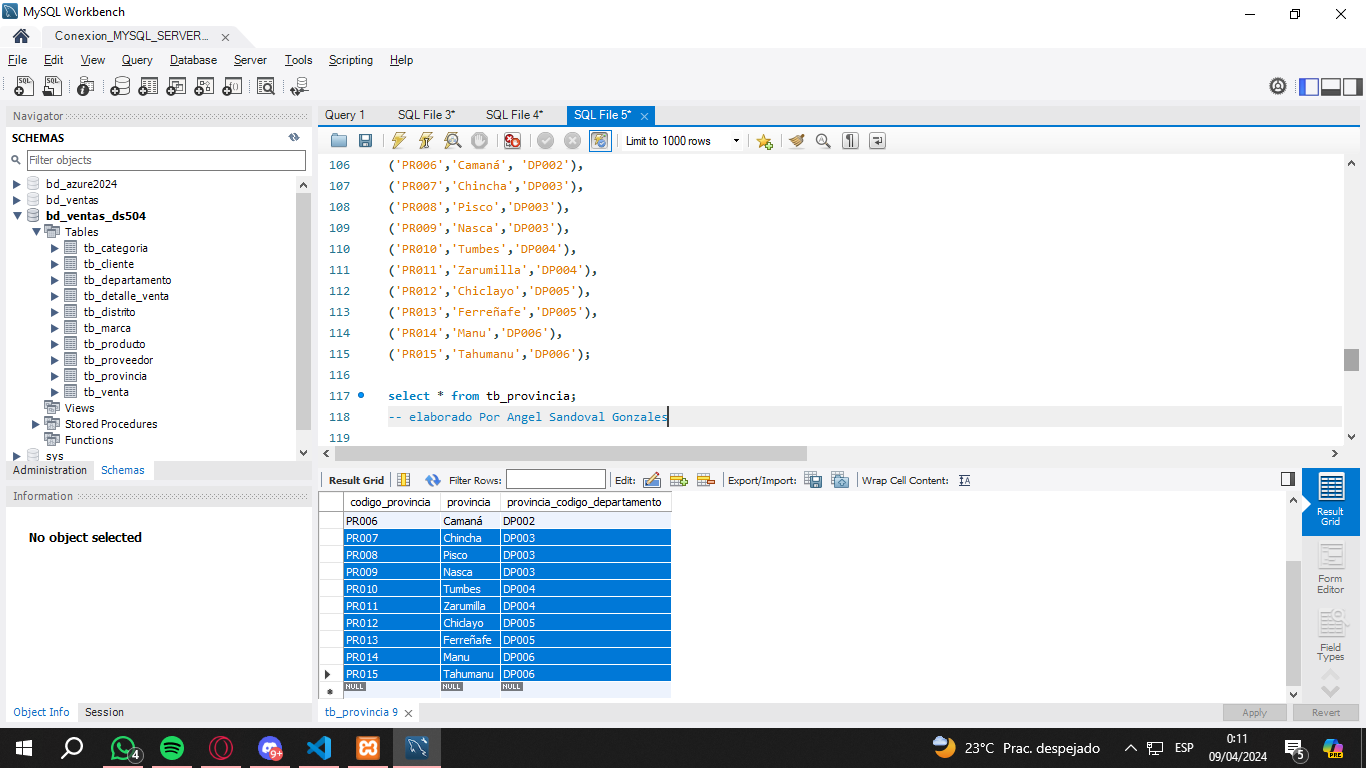 MySQL Workbench
Conexion_MYSQL_SERVER...
File Edit View Query Database Server Tools Scripting Help
Navigator
SCHEMAS
Filter objects
bd_azure2024
bd_ventas
bd_ventas_ds504
Tables
tb_categoria
tb_cliente
tb_departamento
tb_detalle_venta
tb_distrito
tb_marca
tb_producto
tb_proveedor
tb_provincia
tb_venta
Views
Stored Procedures
Functions
sys
Administration Schemas
Information
No object selected
Object Info Session
Query 1 SQL File 3* SQL File 4* SQL File 5*
Limit to 1000 rows
106 ('PR006','Camaná', 'DP002'),
107 ('PR007','Chincha','DP003'),
108 ('PR008','Pisco','DP003'),
109 ('PR009','Nasca','DP003'),
110 ('PR010','Tumbes','DP004'),
111 ('PR011','Zarumilla','DP004'),
112 ('PR012','Chiclayo','DP005'),
113 ('PR013','Ferreñafe','DP005'),
114 ('PR014','Manu','DP006'),
115 ('PR015','Tahumanu','DP006');
116
117 select * from tb_provincia;
118 -- elaborado Por Angel Sandoval Gonzales
119
Result Grid Filter Rows: Edit: Export/Import: Wrap Cell Content:
codigo_provincia provincia provincia_codigo_departamento
PR006 Camaná DP002
PR007 Chincha DP003
PR008 Pisco DP003
PR009 Nasca DP003
PR010 Tumbes DP004
PR011 Zarumilla DP004
PR012 Chiclayo DP005
PR013 Ferreñafe DP005
PR014 Manu DP006
PR015 Tahumanu DP006
NULL NULL NULL
Result
Grid
Form
Editor
Field
Types
tb_provincia 9
Apply Revert
4
9+
23°C Prac. despejado
ESP
0:11
09/04/2024
5
PRE